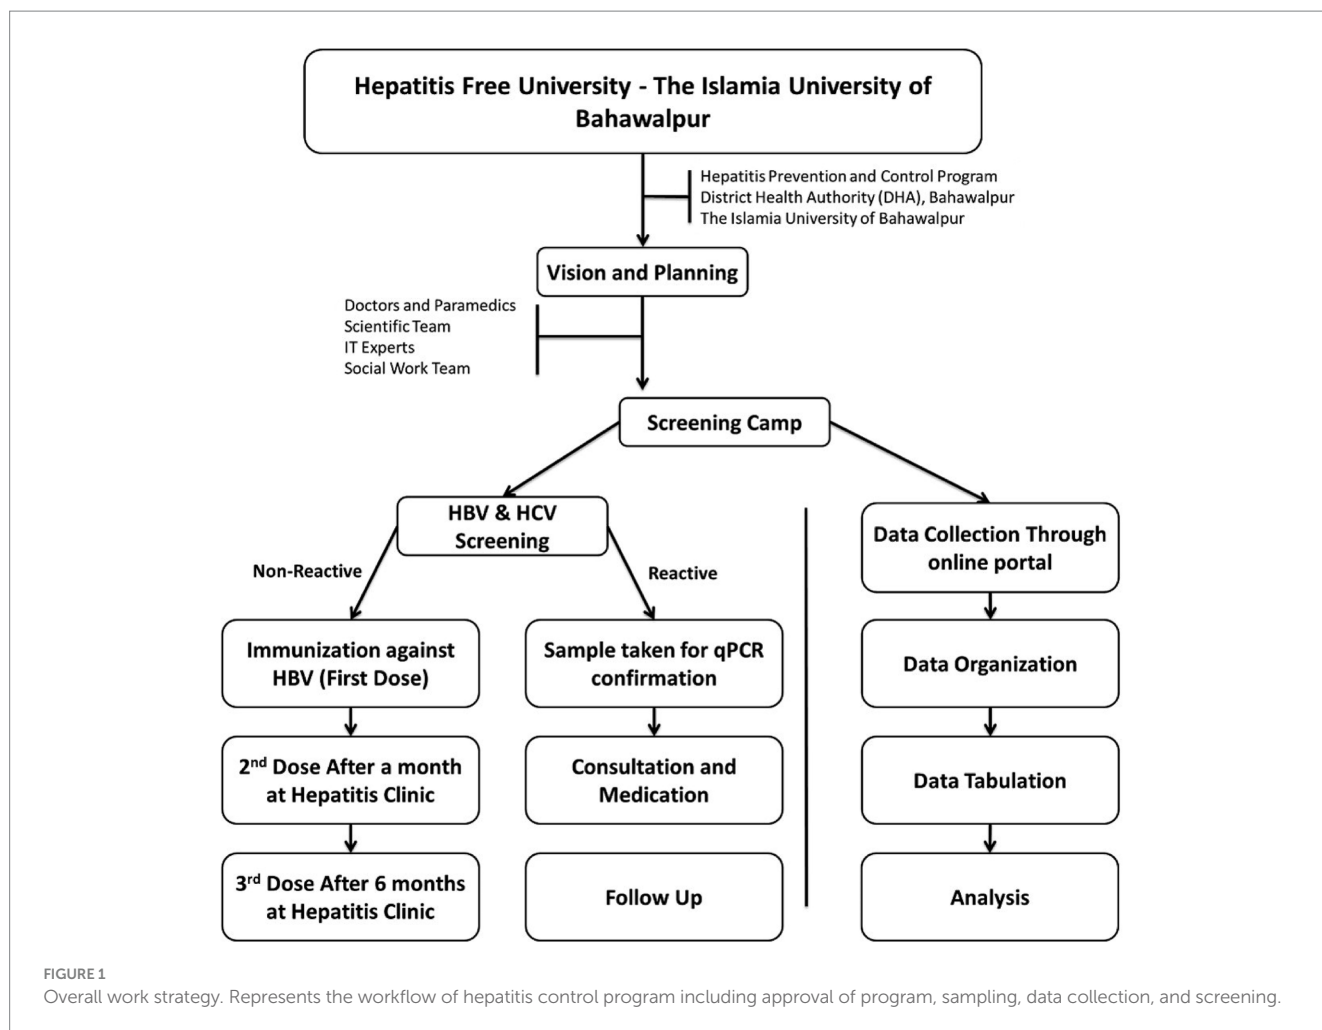 Hepatitis Free University - The Islamia University of
Bahawalpur
Hepatitis Prevention and Control Program
District Health Authority (DHA), Bahawalpur
The Islamia University of Bahawalpur
Vision and Planning
Doctors and Paramedics
Scientific Team
IT Experts
Social Work Team
Screening Camp
HBV & HCV
Screening
Non-Reactive
Reactive
Immunization against
HBV (First Dose)
2nd Dose After a month
at Hepatitis Clinic
3rd Dose After 6 months
at Hepatitis Clinic
Sample taken for qPCR
confirmation
Consultation and
Medication
Follow Up
Data Collection Through
online portal
Data Organization
Data Tabulation
Analysis
FIGURE 1
Overall work strategy. Represents the workflow of hepatitis control program including approval of program, sampling, data collection, and screening.